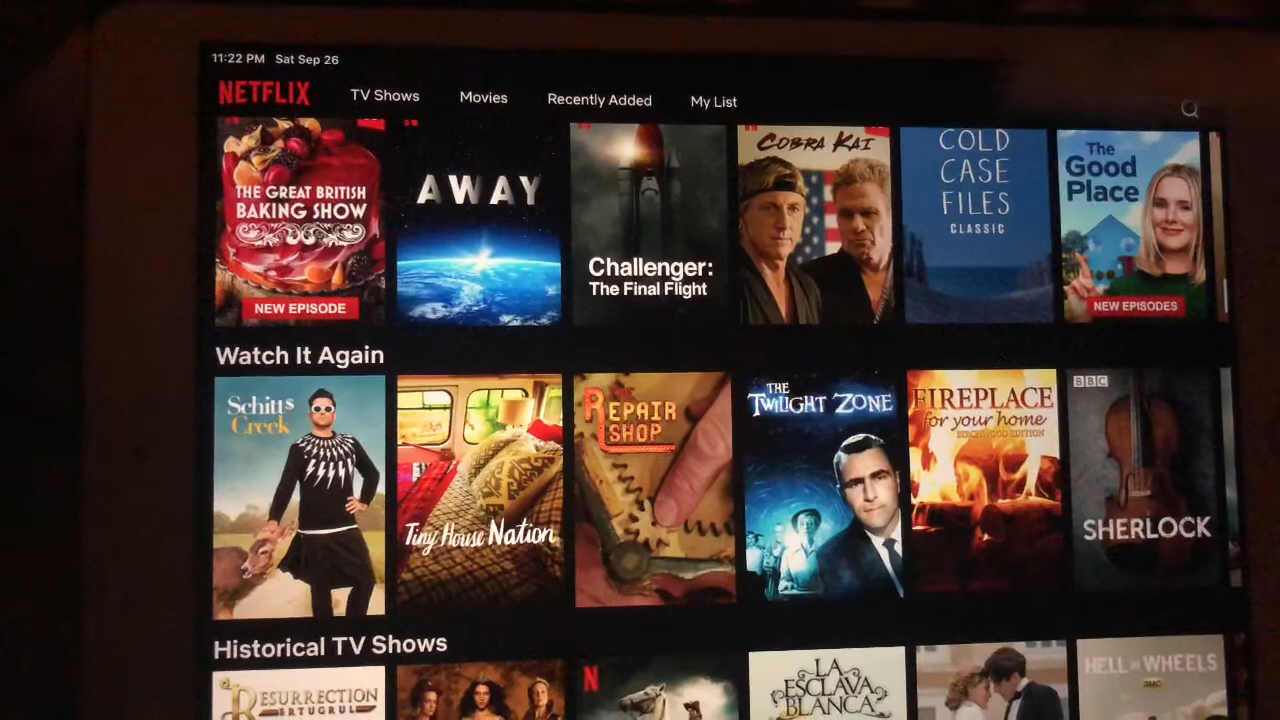 11:22 PM Sat Sep 26
NETFLIX
TV Shows
Movies
Recently Added
My List
THE GREAT BRITISH
BAKING SHOW
NEW EPISODE
AWAY
Challenger:
The Final Flight
COBRA KAI
COLD
CASE
FILES
CLASSIC
The
Good
Place
NEW EPISODES
Watch It Again
Schitt$
Creek
Tiny House Nation
REPAIR
SHOP
THE
TWILIGHT ZONE
FIREPLACE
for your home
BIRCHWOOD EDITION
BBC
SHERLOCK
Historical TV Shows
RESURRECTION
ERTUGRUL
N
LA
ESCLAVA
BLANCA
HELL ON WHEELS
AMC